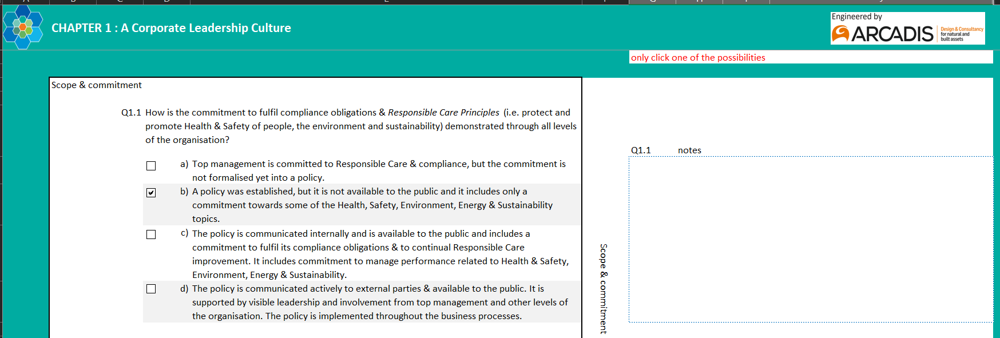 CHAPTER 1 : A Corporate Leadership Culture
Engineered by
ARCADIS
Design & Consultancy
for natural and
built assets
only click one of the possibilities
Scope & commitment
Q1.1 How is the commitment to fulfil compliance obligations & Responsible Care Principles (i.e. protect and
promote Health & Safety of people, the environment and sustainability) demonstrated through all levels
of the organisation?
a) Top management is committed to Responsible Care & compliance, but the commitment is
not formalised yet into a policy.
b) A policy was established, but it is not available to the public and it includes only a
commitment towards some of the Health, Safety, Environment, Energy & Sustainability
topics.
c) The policy is communicated internally and is available to the public and includes a
commitment to fulfil its compliance obligations & to continual Responsible Care
improvement. It includes commitment to manage performance related to Health & Safety,
Environment, Energy & Sustainability.
d) The policy is communicated actively to external parties & available to the public. It is
supported by visible leadership and involvement from top management and other levels of
the organisation. The policy is implemented throughout the business processes.
Scope & commitment
Q1.1 notes